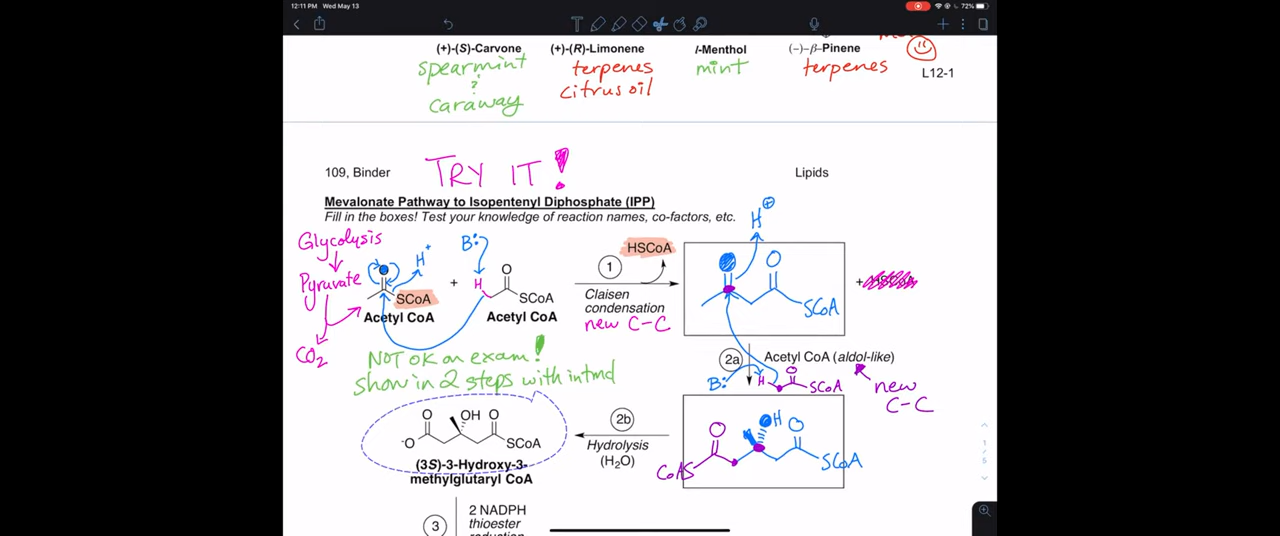 12:11 PM Wed May 13
72%
(+)-(S)-Carvone (+)-(R)-Limonene l-Menthol (−)-β-Pinene
spearmint terpenes mint terpenes
?
caraway citrus oil
L12-1
109, Binder TRY IT! Lipids
Mevalonate Pathway to Isopentenyl Diphosphate (IPP)
Fill in the boxes! Test your knowledge of reaction names, co-factors, etc.
Glycolysis
Pyruvate
CO2
H+
B:
H
O
SCoA
Acetyl CoA
+
O
SCoA
Acetyl CoA
HSCoA
1
Claisen
condensation
new C-C
H⊕
O
SCoA
+
NOT OK on exam!
show in 2 steps with intmd
2a
Acetyl CoA (aldol-like)
B:
H
O
SCoA
new
C-C
O
OH
O
-O
SCoA
(3S)-3-Hydroxy-3-
methylglutaryl CoA
2b
Hydrolysis
(H2O)
O
OH
O
CoAS
SCoA
3
2 NADPH
thioester
1
/
5